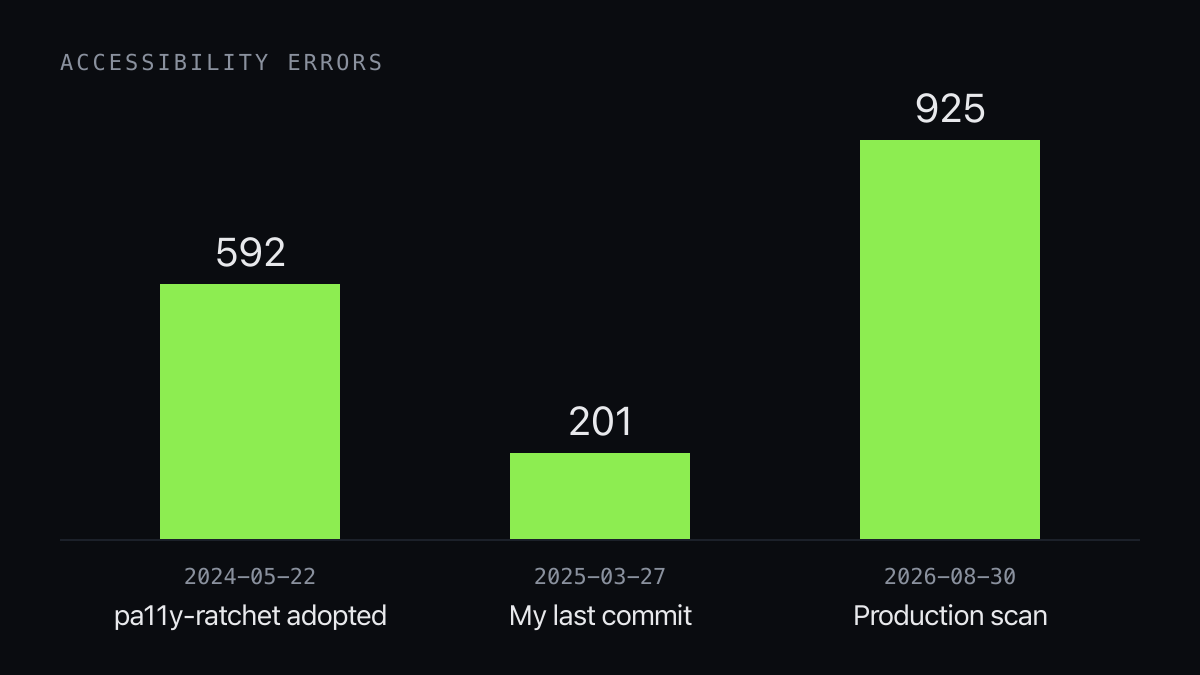 ACCESSIBILITY ERRORS
925
592
201
2024-05-22
2025-03-27
2026-08-30
pa11y-ratchet adopted
My last commit
Production scan